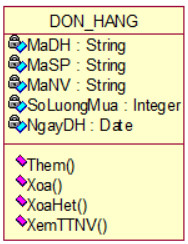 DON_HANG
MaDH : String
MaSP : String
MaNV : String
SoLuongMua : Integer
NgayDH : Date
Them()
Xoa()
XoaHet()
XemTTNV()